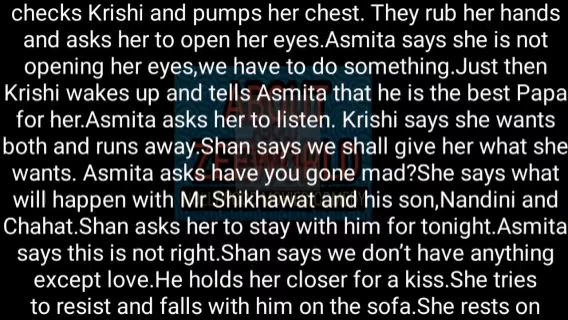 checks Krishi and pumps her chest. They rub her hands
and asks her to open her eyes.Asmita says she is not
opening her eyes,we have to do something.Just then
Krishi wakes up and tells Asmita that he is the best Papa
for her.Asmita asks her to listen. Krishi says she wants
both and runs away.Shan says we shall give her what she
wants. Asmita asks have you gone mad?She says what
will happen with Mr Shikhawat and his son,Nandini and
Chahat.Shan asks her to stay with him for tonight.Asmita
says this is not right.Shan says we don’t have anything
except love.He holds her closer for a kiss.She tries
to resist and falls with him on the sofa.She rests on